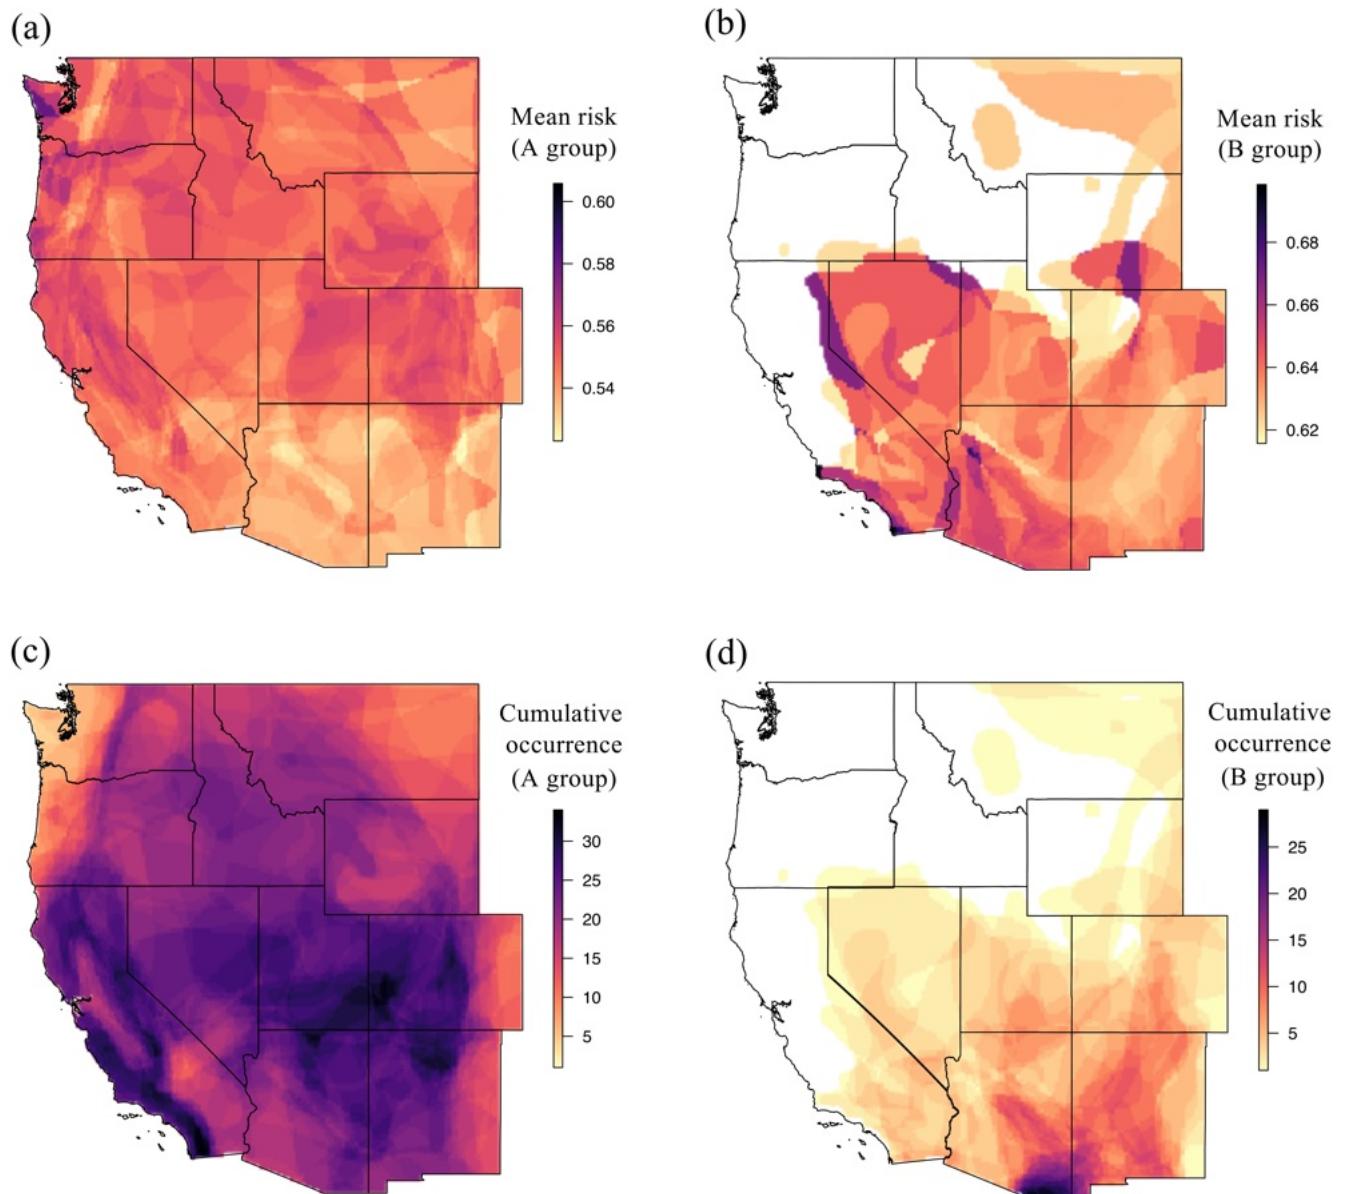 (a)
Mean risk
(A group)
0.60
0.58
0.56
0.54
(b)
Mean risk
(B group)
0.68
0.66
0.64
0.62
(c)
Cumulative
occurrence
(A group)
30
25
20
15
10
5
(d)
Cumulative
occurrence
(B group)
25
20
15
10
5